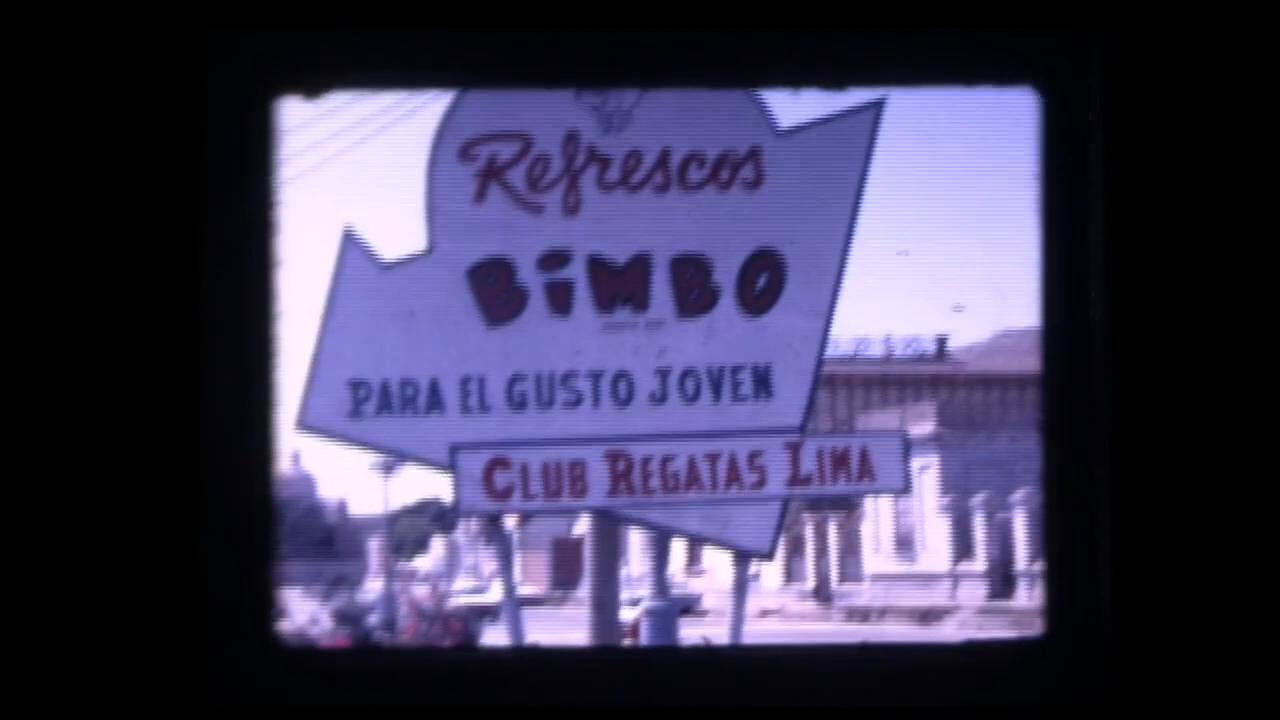 Refrescos
BiMBO
PARA EL GUSTO JOVEN
CLUB REGATAS LIMA